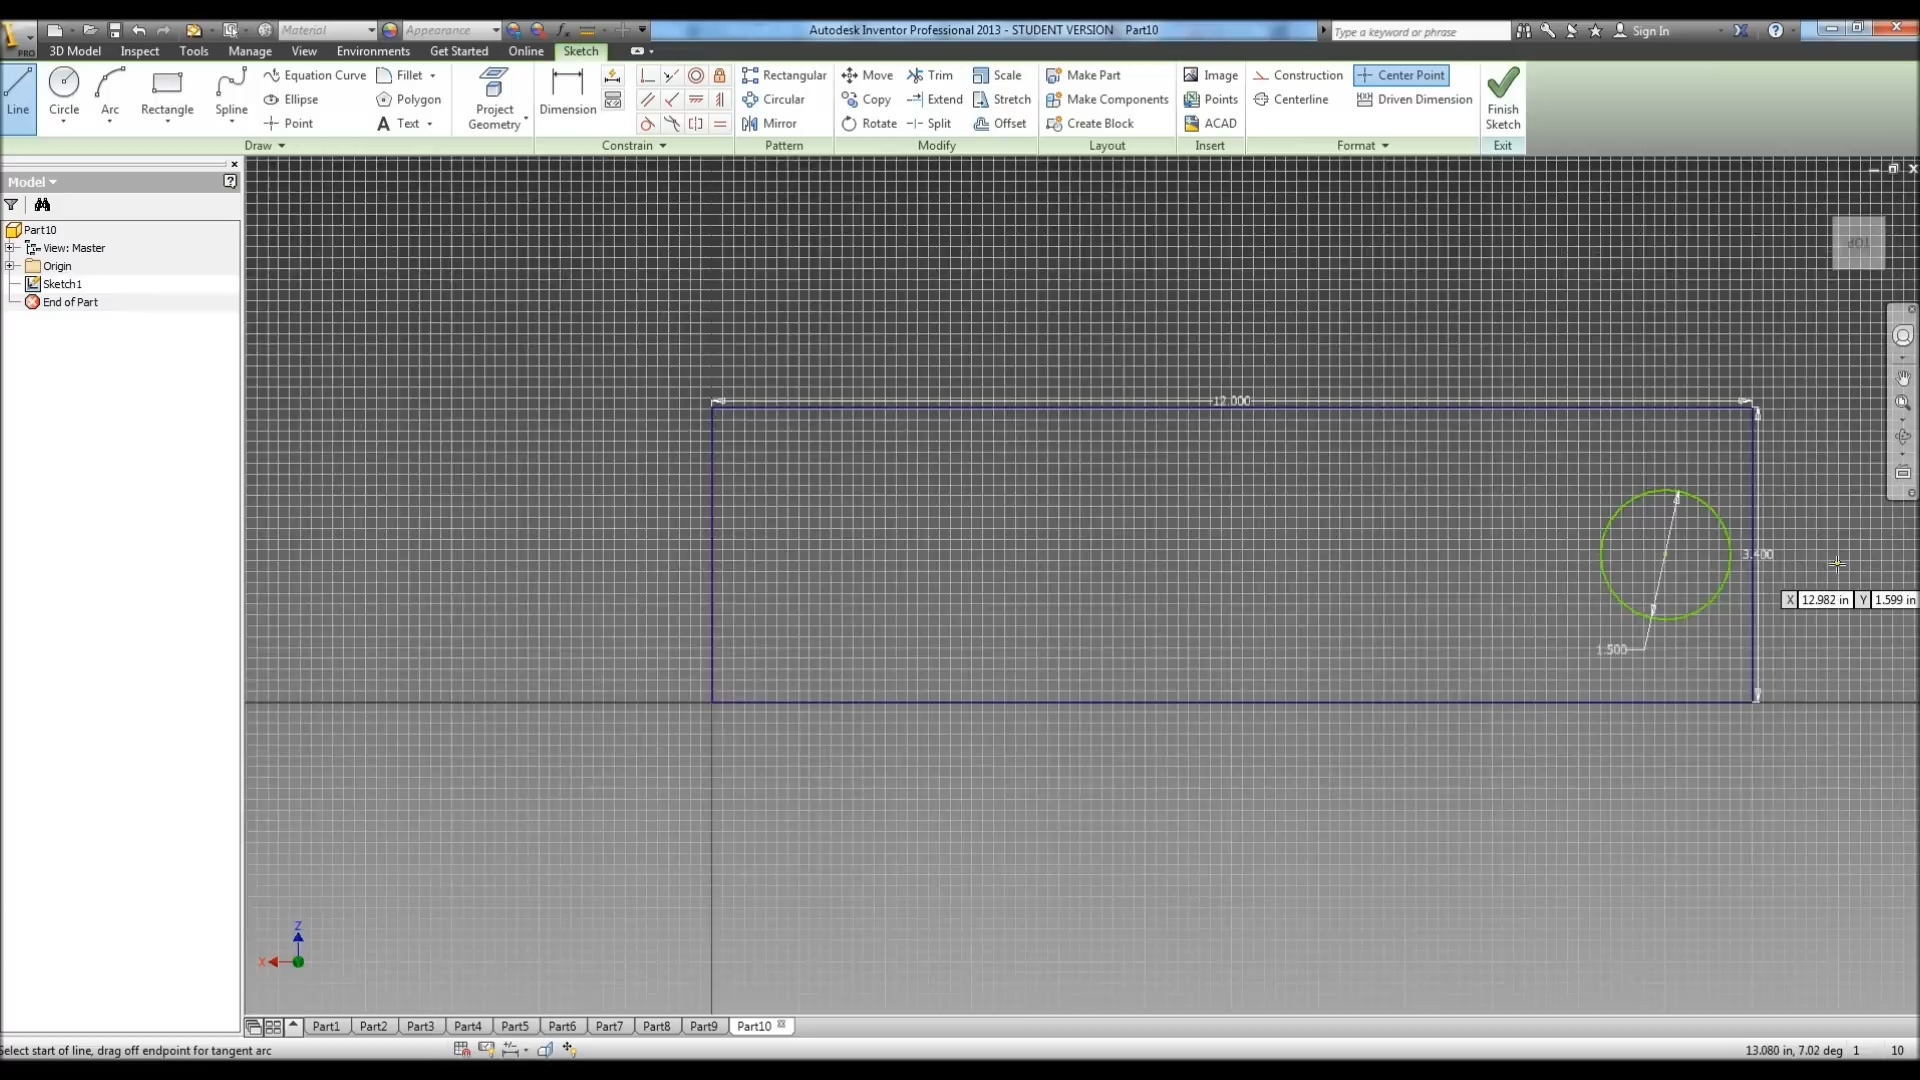 Material Appearance Autodesk Inventor Professional 2013 - STUDENT VERSION Part10 Type a keyword or phrase Sign In
PRO 3D Model Inspect Tools Manage View Environments Get Started Online Sketch
Equation Curve Fillet Rectangular Move Trim Scale Make Part Image Construction Center Point
Line Circle Arc Rectangle Spline Ellipse Polygon Project Geometry Dimension Circular Copy Extend Stretch Make Components Points Centerline Driven Dimension Finish Sketch
Point A Text Mirror Rotate Split Offset Create Block ACAD
Draw Constrain Pattern Modify Layout Insert Format Exit
Model
Part10
View: Master
Origin
Sketch1
End of Part
TOP
12.000
3.400
X 12.982 in Y 1.599 in
1.500
Z
X
Part1 Part2 Part3 Part4 Part5 Part6 Part7 Part8 Part9 Part10
Select start of line, drag off endpoint for tangent arc 13.080 in, 7.02 deg 1 10